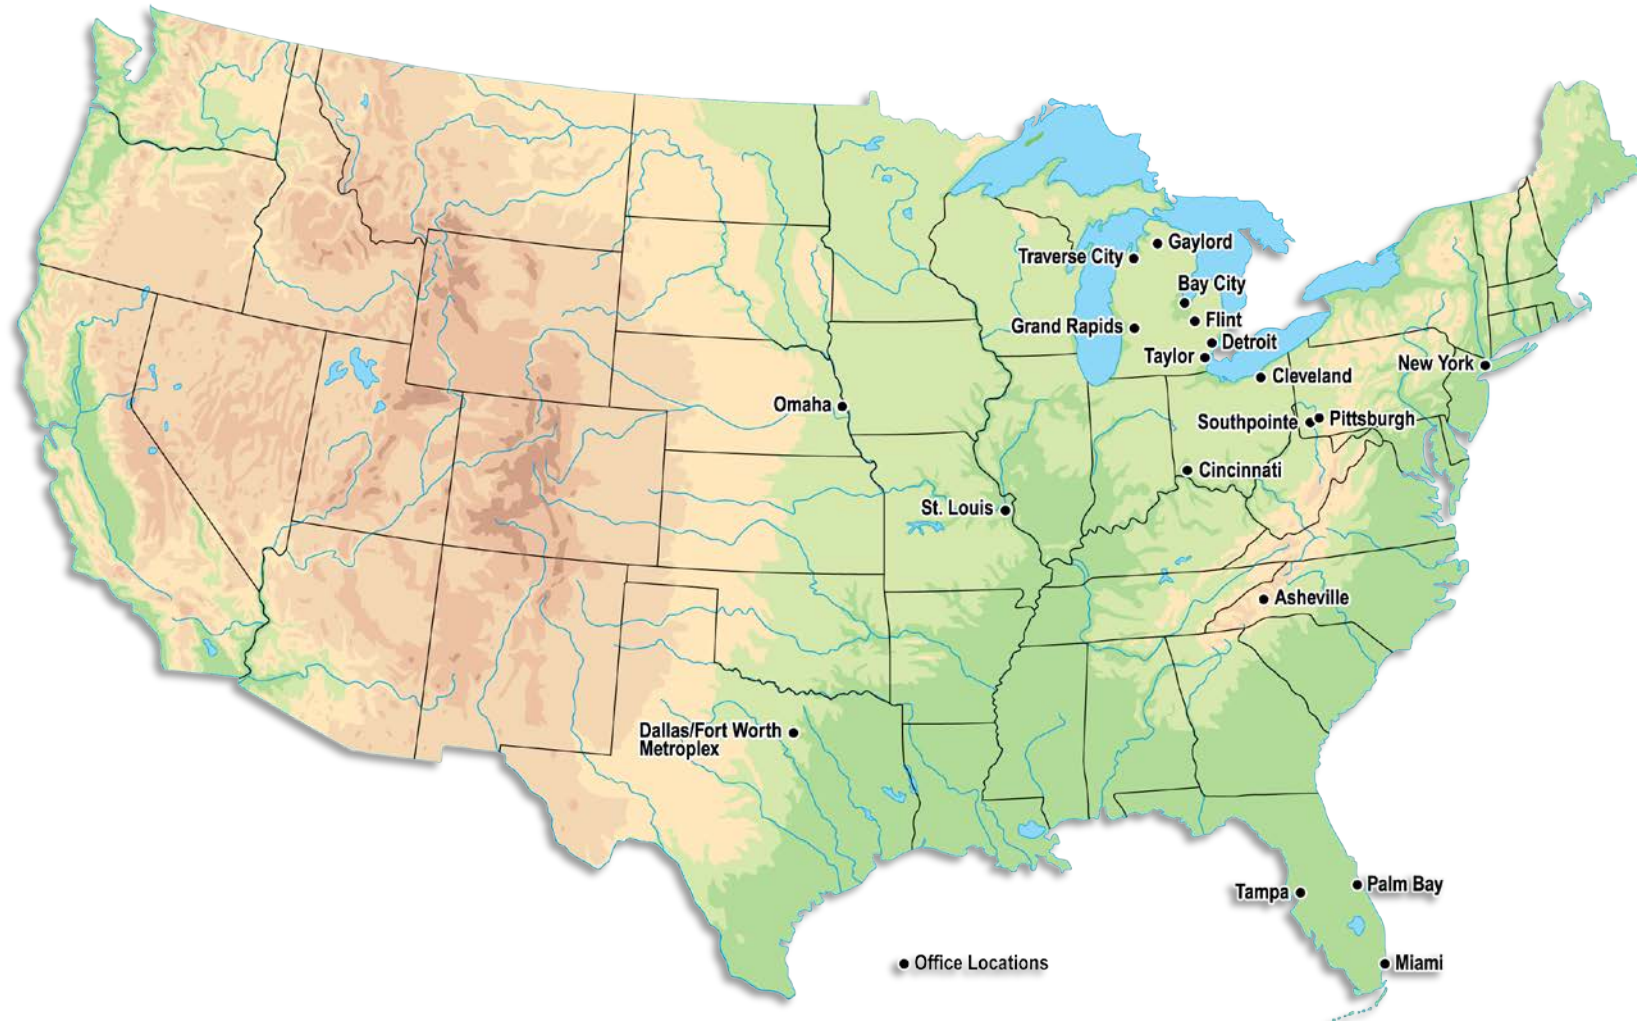 Gaylord
Traverse City
Bay City
Grand Rapids
Flint
Detroit
Taylor
New York
Cleveland
Omaha
Southpointe
Pittsburgh
Cincinnati
St. Louis
Asheville
Dallas/Fort Worth
Metroplex
Tampa
Palm Bay
Office Locations
Miami